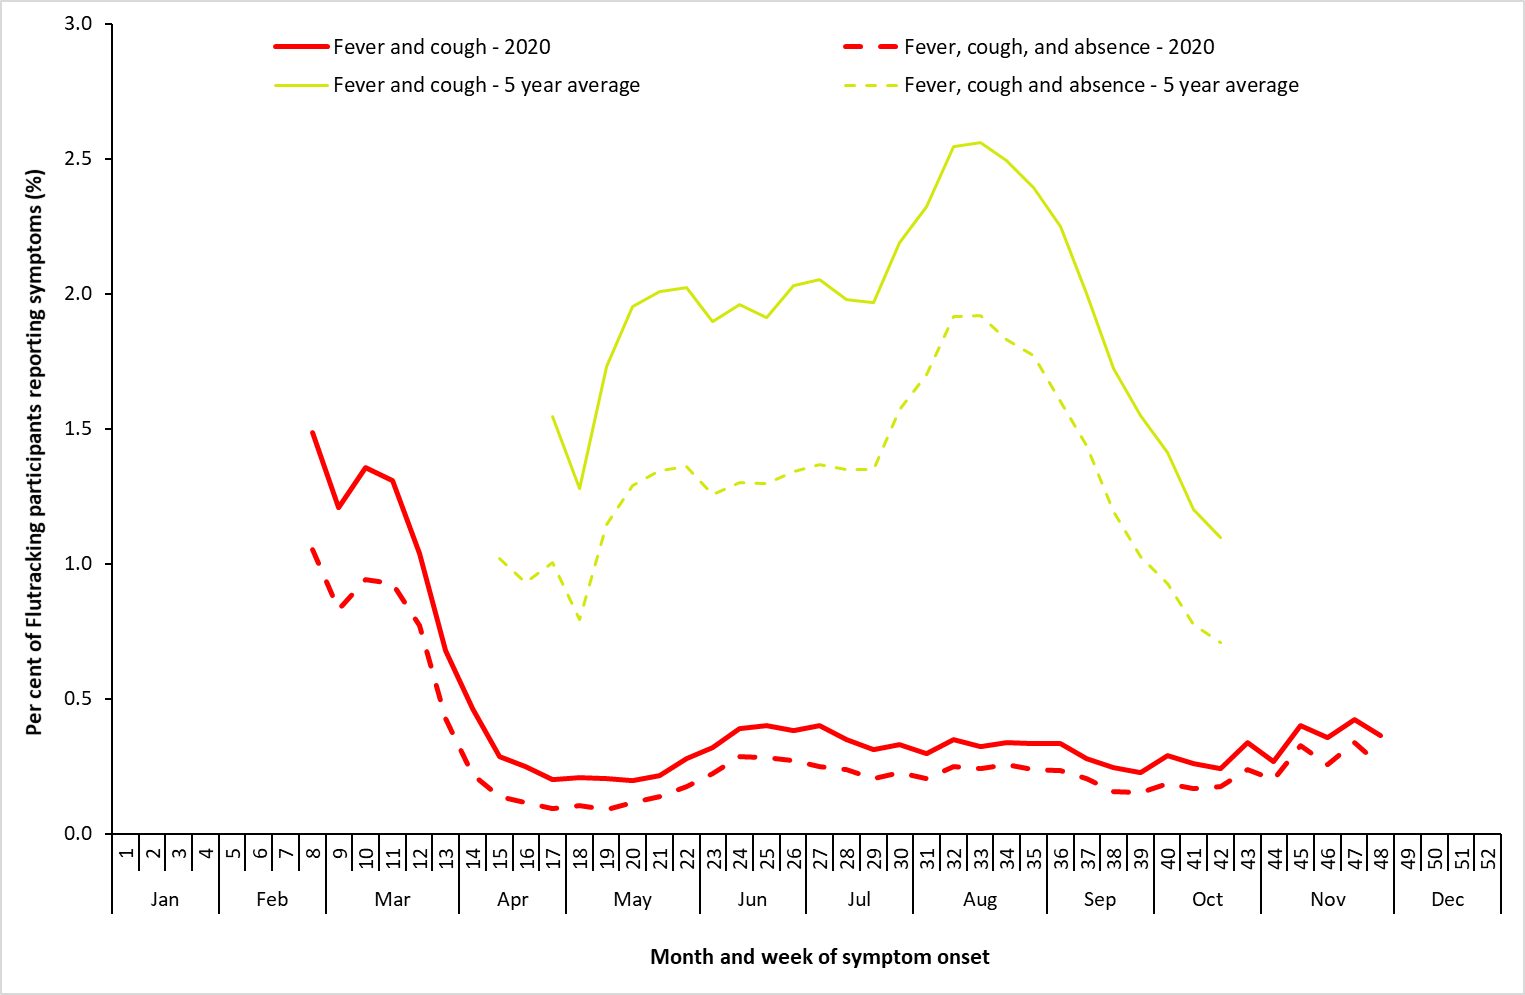 3.0
Fever and cough - 2020
Fever, cough, and absence - 2020
Fever and cough - 5 year average
Fever, cough and absence - 5 year average
2.5
2.0
1.5
1.0
0.5
0.0
Per cent of Flutracking participants reporting symptoms (%)
1 2 3 4 5 6 7 8 9 10 11 12 13 14 15 16 17 18 19 20 21 22 23 24 25 26 27 28 29 30 31 32 33 34 35 36 37 38 39 40 41 42 43 44 45 46 47 48 49 50 51 52
Jan Feb Mar Apr May Jun Jul Aug Sep Oct Nov Dec
Month and week of symptom onset